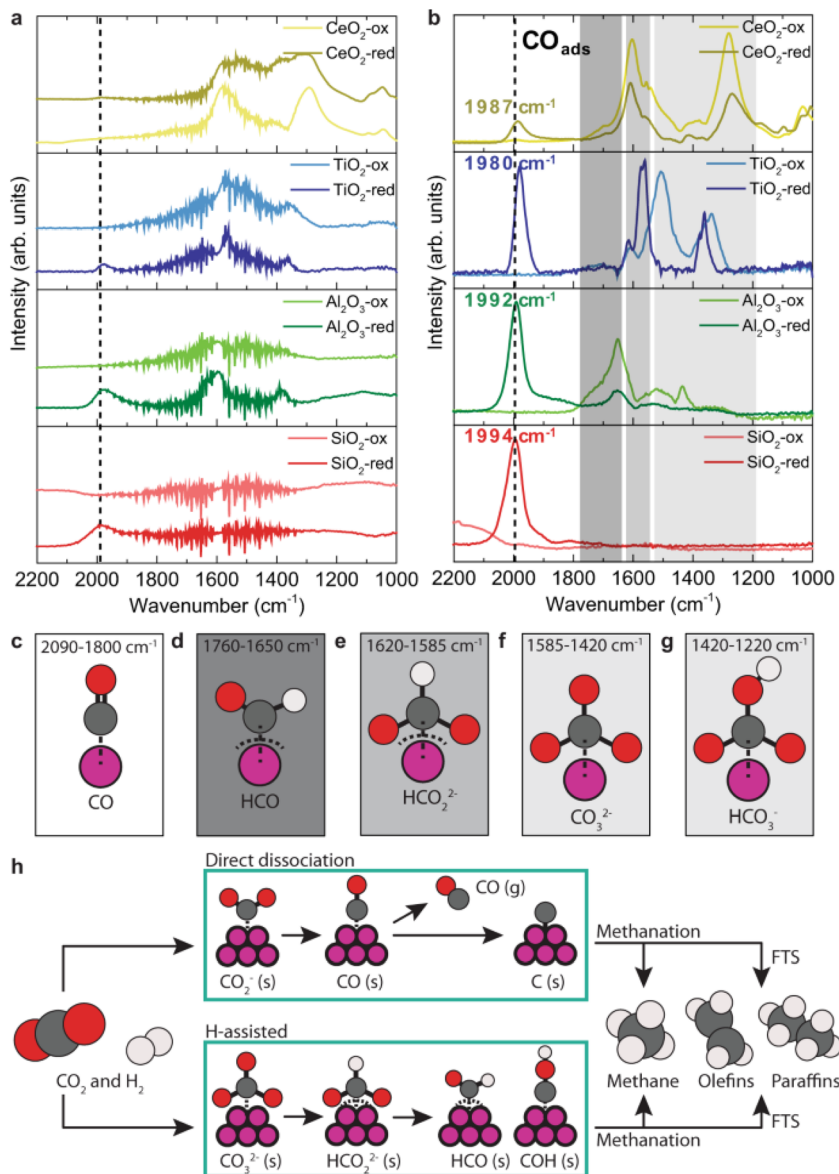 a
CeO2-ox
CeO2-red
TiO2-ox
TiO2-red
Al2O3-ox
Al2O3-red
SiO2-ox
SiO2-red
Intensity (arb. units)
2200 2000 1800 1600 1400 1200 1000
Wavenumber (cm-1)
b
COads
CeO2-ox
CeO2-red
1987 cm-1
1980 cm-1
TiO2-ox
TiO2-red
1992 cm-1
Al2O3-ox
Al2O3-red
1994 cm-1
SiO2-ox
SiO2-red
Intensity (arb. units)
2200 2000 1800 1600 1400 1200 1000
Wavenumber (cm-1)
c
2090-1800 cm-1
CO
d
1760-1650 cm-1
HCO
e
1620-1585 cm-1
HCO2 2-
f
1585-1420 cm-1
CO3 2-
g
1420-1220 cm-1
HCO3 -
h
Direct dissociation
CO (g)
CO2- (s)
CO (s)
C (s)
Methanation
FTS
CO2 and H2
Methane
Olefins
Paraffins
H-assisted
CO3 2- (s)
HCO2 2- (s)
HCO (s)
COH (s)
Methanation
FTS